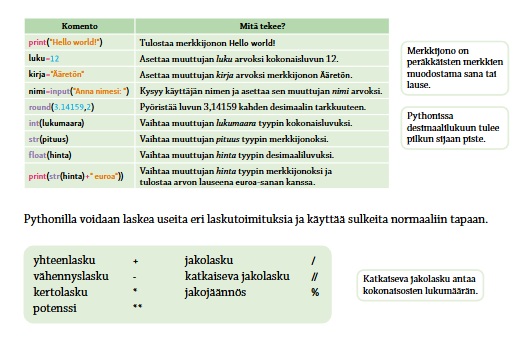 Komento Mitä tekee?
print("Hello world!") Tulostaa merkkijonon Hello world!
luku=12 Asettaa muuttujan luku arvoksi kokonaisluvun 12.
kirja="Ääretön" Asettaa muuttujan kirja arvoksi merkkijonon Ääretön.
nimi=input("Anna nimesi: ") Kysyy käyttäjän nimen ja asettaa sen muuttujan nimi arvoksi.
round(3.14159,2) Pyöristää luvun 3,14159 kahden desimaalin tarkkuuteen.
int(lukumaara) Vaihtaa muuttujan lukumaara tyypin kokonaisluvuksi.
str(pituus) Vaihtaa muuttujan pituus tyypin merkkijonoksi.
float(hinta) Vaihtaa muuttujan hinta tyypin desimaaliluvuksi.
print(str(hinta)+" euroa")) Vaihtaa muuttujan hinta tyypin merkkijonoksi ja
tulostaa arvon lauseena euroa-sanan kanssa.
Merkkijono on
peräkkäisten merkkien
muodostama sana tai
lause.
Pythonissa
desimaalilukuun tulee
pilkun sijaan piste.
Pythonilla voidaan laskea useita eri laskutoimituksia ja käyttää sulkeita normaaliin tapaan.
yhteenlasku + jakolasku /
vähennyslasku - katkaiseva jakolasku //
kertolasku * jakojäännös %
potenssi **
Katkaiseva jakolasku antaa
kokonaisosien lukumäärän.